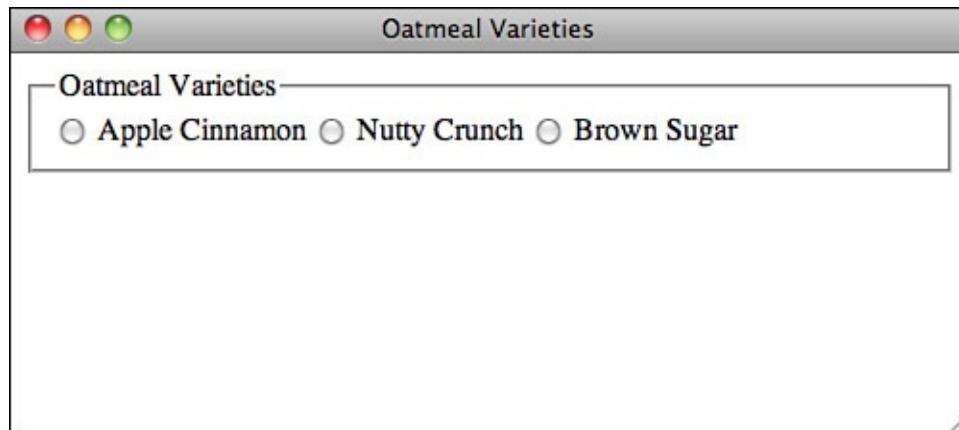 Oatmeal Varieties
Oatmeal Varieties
Apple Cinnamon Nutty Crunch Brown Sugar